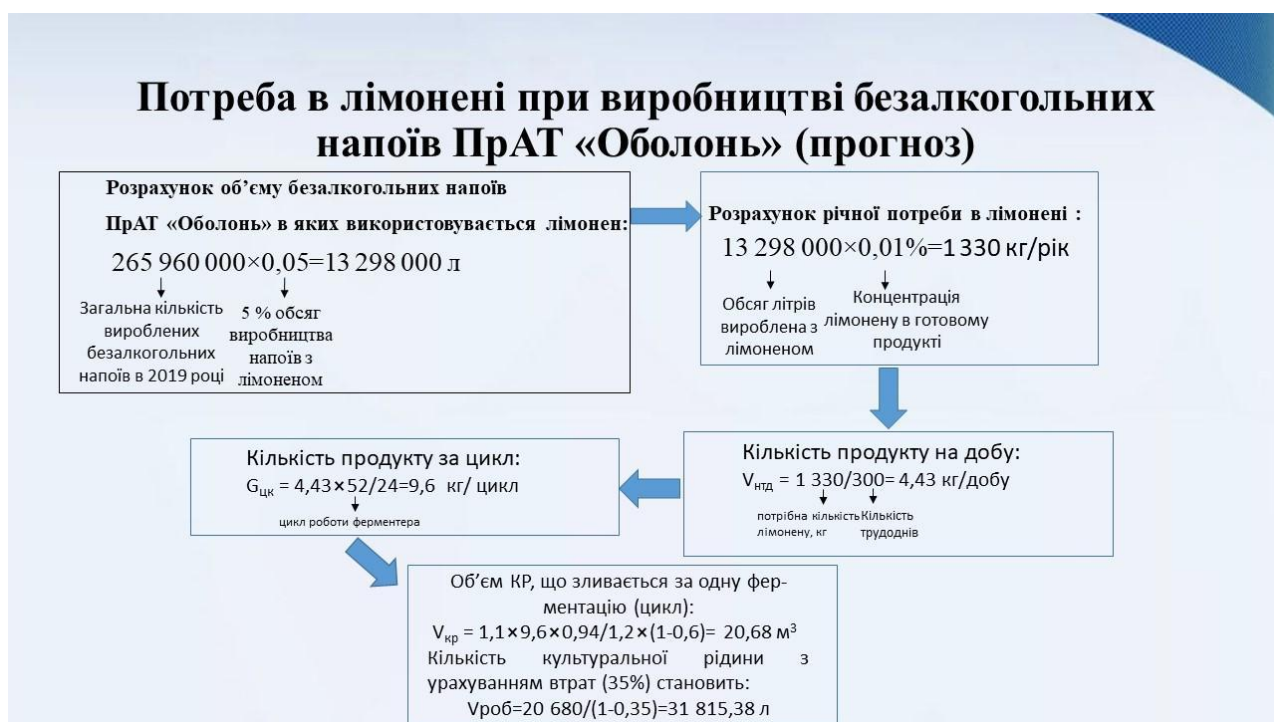 Потреба в лімонені при виробництві безалкогольних
напоїв ПрАТ «Оболонь» (прогноз)
Розрахунок об’єму безалкогольних напоїв
ПрАТ «Оболонь» в яких використовувається лімонен:
265 960 000×0,05=13 298 000 л
Загальна кількість
вироблених
безалкогольних
напоїв в 2019 році
5 % обсяг
виробництва
напоїв з
лімоненом
Розрахунок річної потреби в лімонені :
13 298 000×0,01%=1 330 кг/рік
Обсяг літрів
вироблена з
лімоненом
Концентрація
лімонену в готовому
продукті
Кількість продукту на добу:
Vнтд = 1 330/300= 4,43 кг/добу
потрібна кількість
лімонену, кг
Кількість
трудоднів
Кількість продукту за цикл:
Gцк = 4,43×52/24=9,6 кг/ цикл
цикл роботи ферментера
Об’єм КР, що зливається за одну фер-
ментацію (цикл):
Vкр = 1,1×9,6×0,94/1,2×(1-0,6)= 20,68 м³
Кількість культуральної рідини з
урахуванням втрат (35%) становить:
Vроб=20 680/(1-0,35)=31 815,38 л